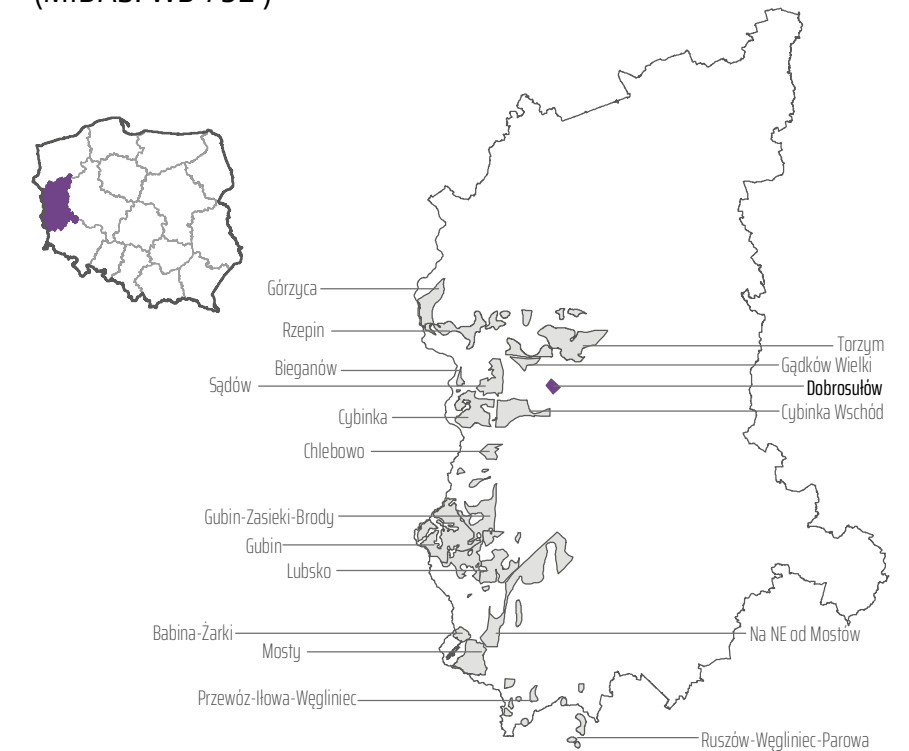 Górzyca
Rzepin
Bieganów
Sądów
Cybinka
Chlebowo
Gubin-Zasieki-Brody
Gubin
Lubsko
Babina-Żarki
Mosty
Przewóz-Iłowa-Węgliniec
Torzym
Gądków Wielki
Dobrosułów
Cybinka Wschód
Na NE od Mostów
Ruszów-Węgliniec-Parowa